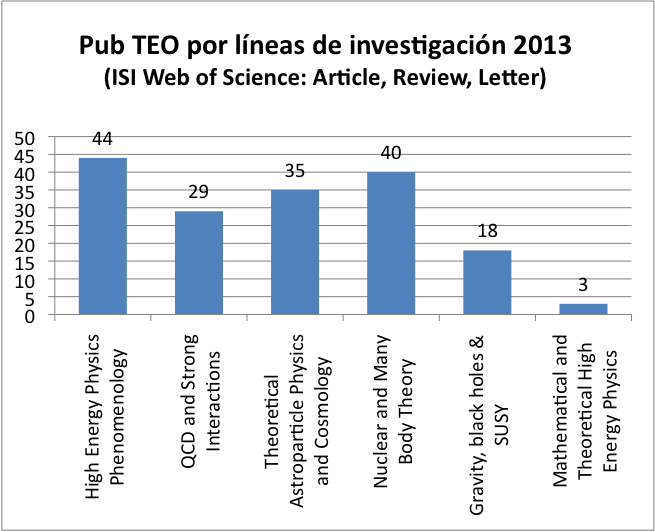 Pub TEO por líneas de investigación 2013
(ISI Web of Science: Article, Review, Letter)
50
45
40
35
30
25
20
15
10
5
0
44
29
35
40
18
3
High Energy Physics
Phenomenology
QCD and Strong
Interactions
Theoretical
Astroparticle Physics
and Cosmology
Nuclear and Many
Body Theory
Gravity, black holes &
SUSY
Mathematical and
Theoretical High
Energy Physics